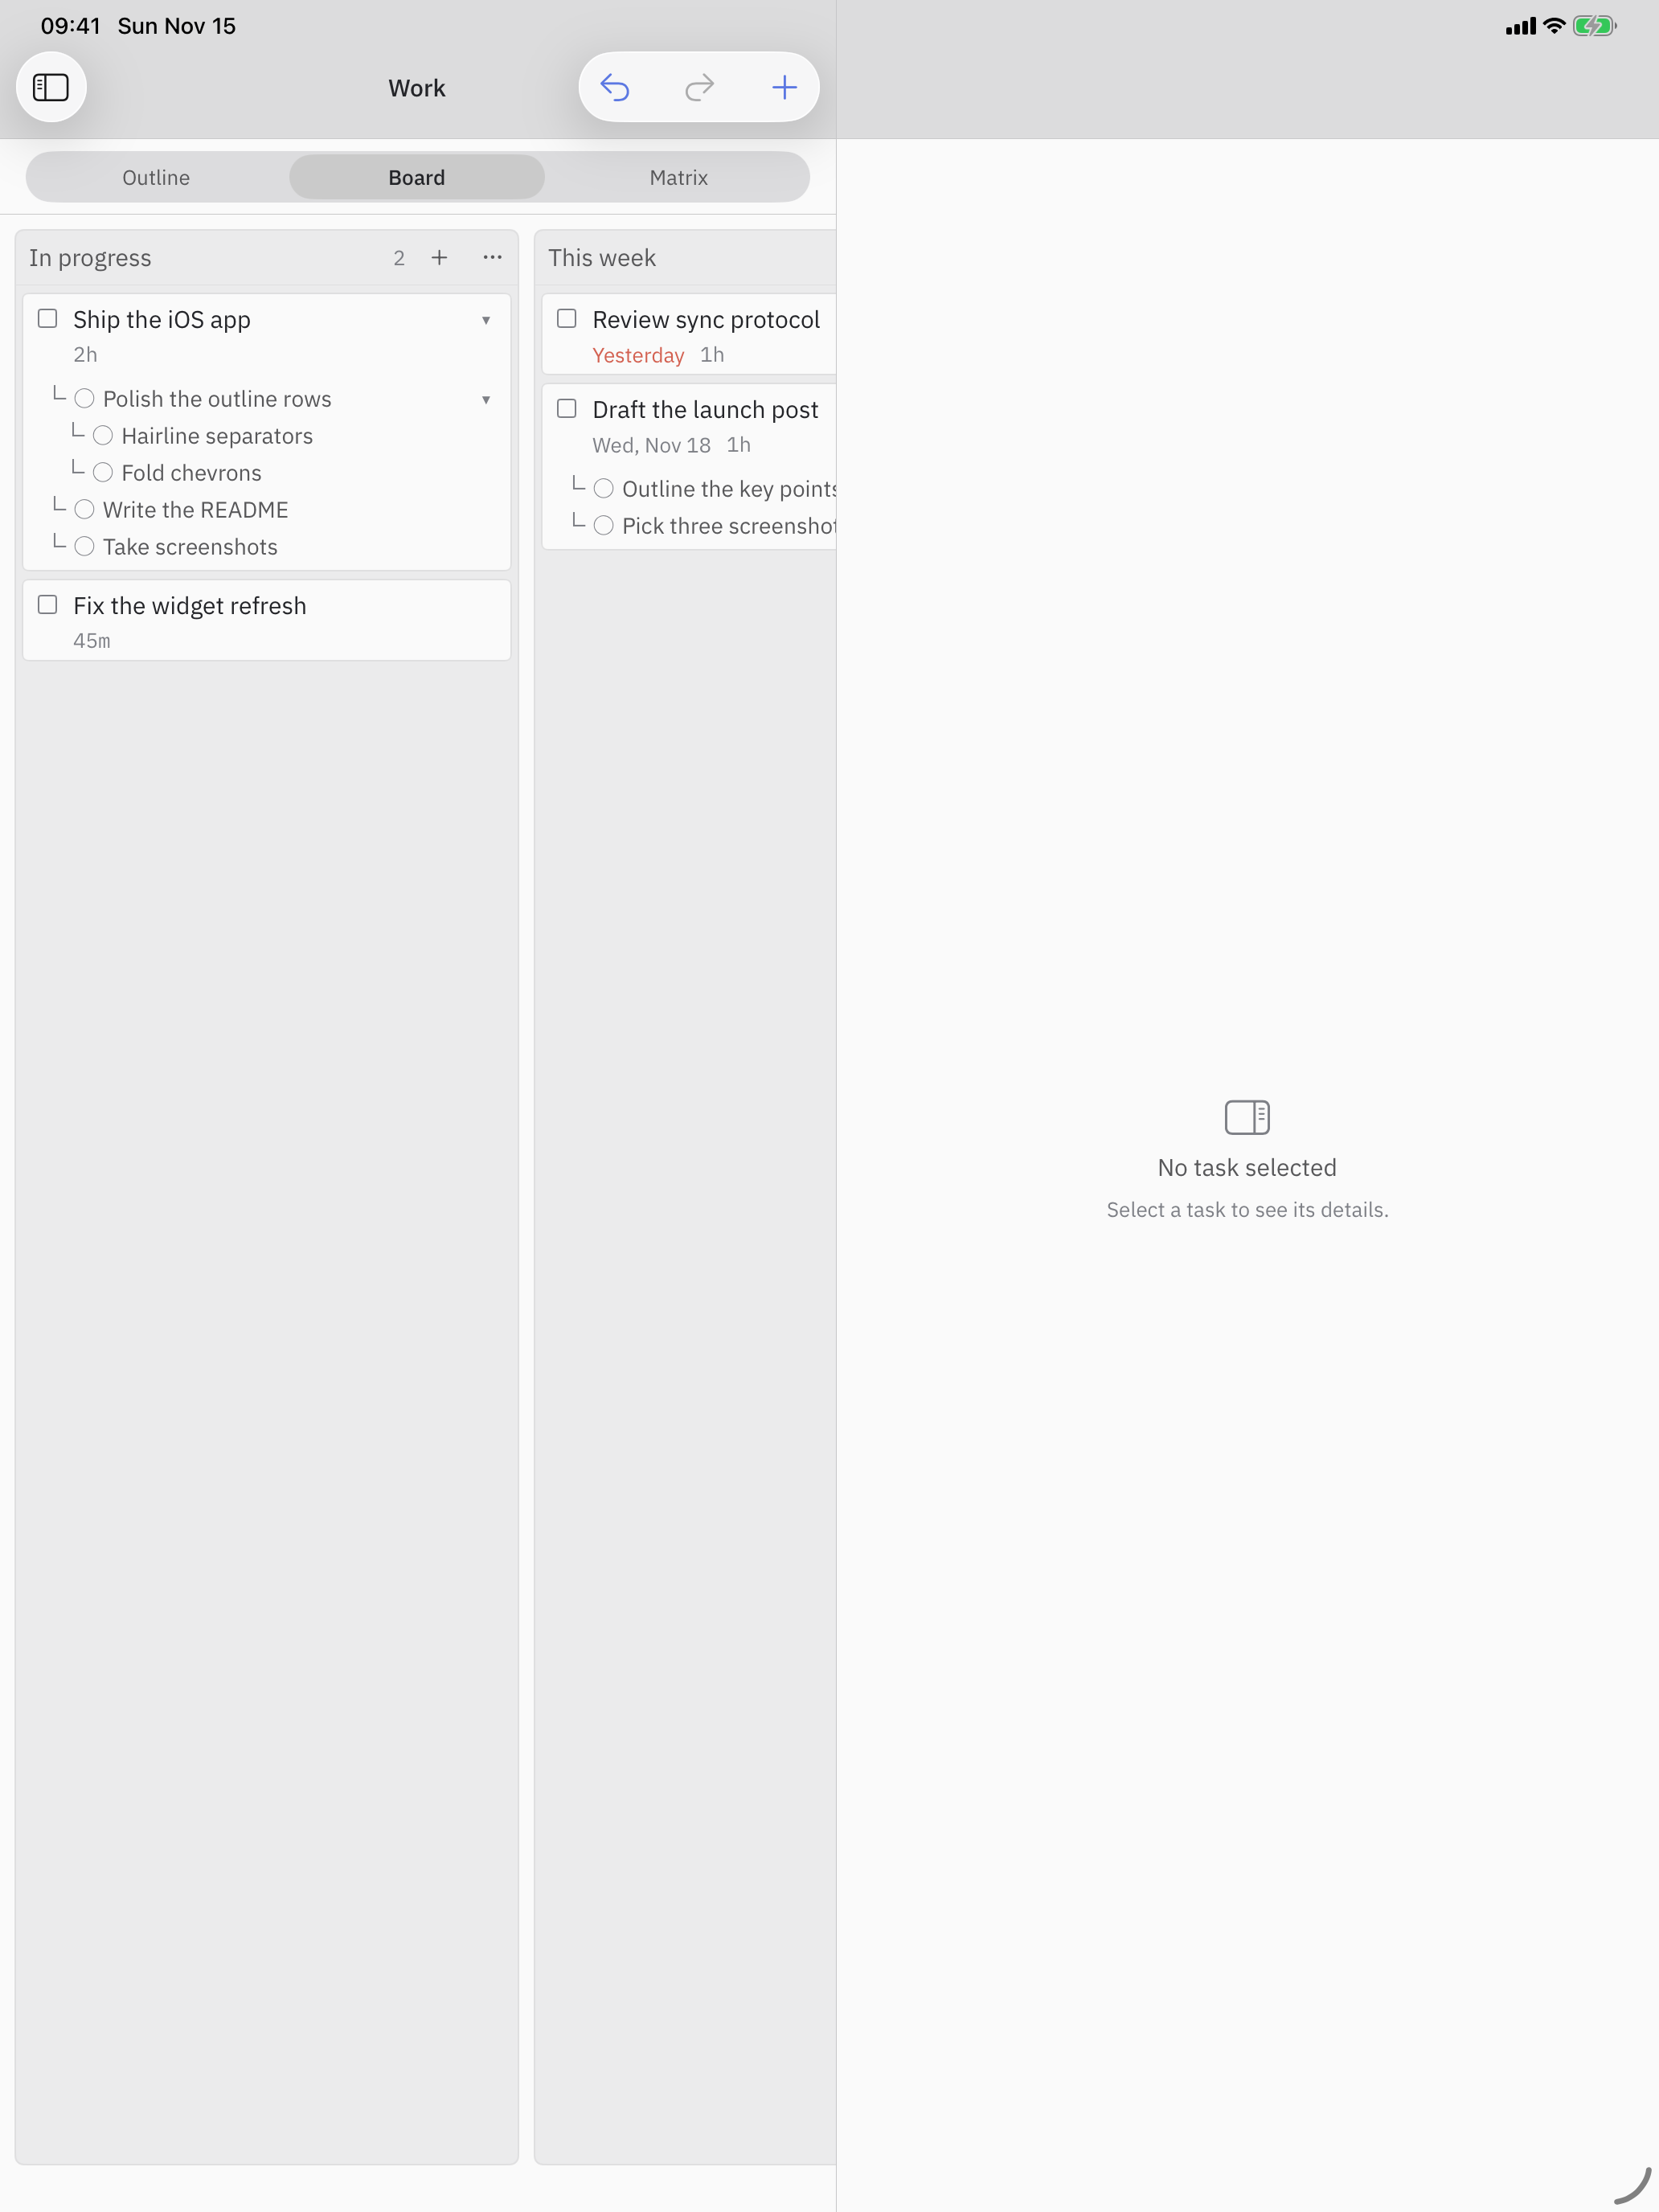 09:41 Sun Nov 15
Work
Outline Board Matrix
In progress 2
Ship the iOS app
2h
Polish the outline rows
Hairline separators
Fold chevrons
Write the README
Take screenshots
Fix the widget refresh
45m
This week
Review sync protocol
Yesterday 1h
Draft the launch post
Wed, Nov 18 1h
Outline the key points
Pick three screenshot
No task selected
Select a task to see its details.